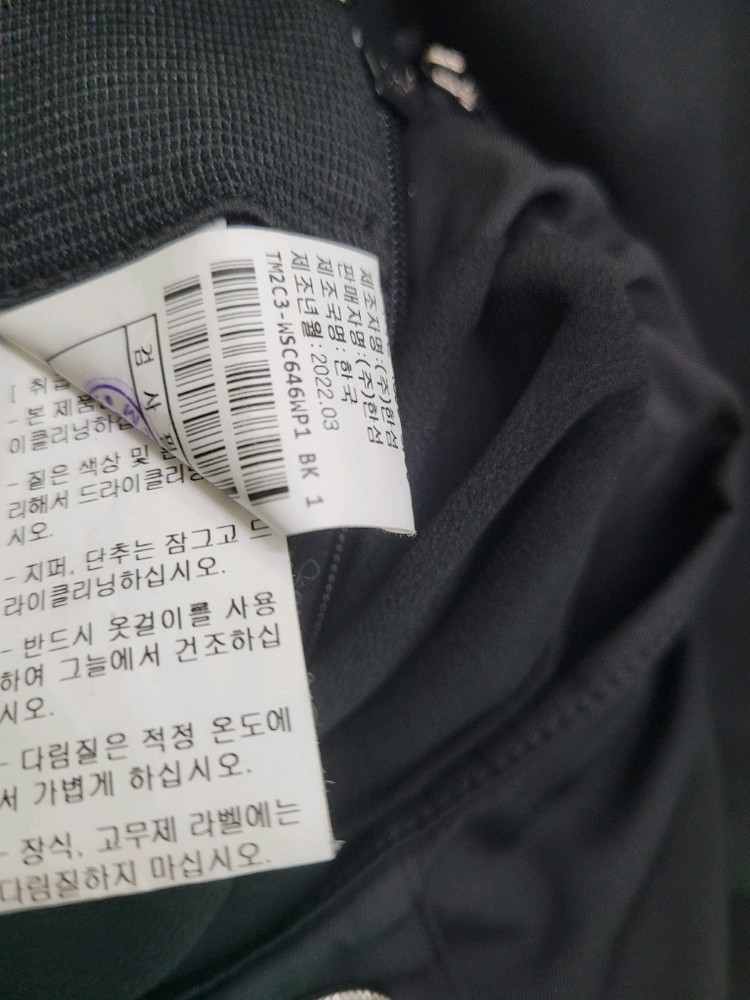 제조자명:(주)한섬
판매자명:(주)한섬
제조국명: 한국
제조년월: 2022.03
TM2C3-WSC646WP1 BK 1
검 사
[ 취급
- 본 제품
이클리닝하십
- 짙은 색상 및
리해서 드라이클리닝
시오.
- 지퍼, 단추는 잠그고 드
라이클리닝하십시오.
- 반드시 옷걸이를 사용
하여 그늘에서 건조하십
시오.
- 다림질은 적정 온도에
서 가볍게 하십시오.
- 장식, 고무제 라벨에는
다림질하지 마십시오.